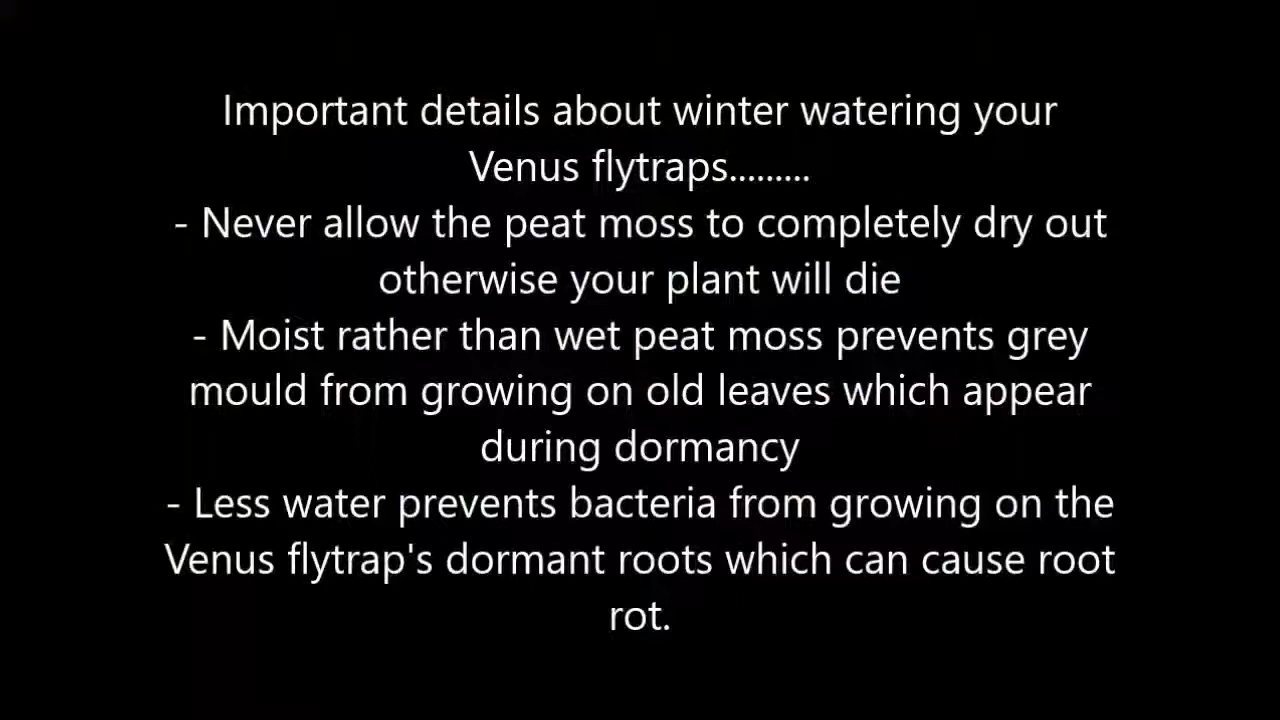 Important details about winter watering your
Venus flytraps.........
- Never allow the peat moss to completely dry out
otherwise your plant will die
- Moist rather than wet peat moss prevents grey
mould from growing on old leaves which appear
during dormancy
- Less water prevents bacteria from growing on the
Venus flytrap's dormant roots which can cause root
rot.